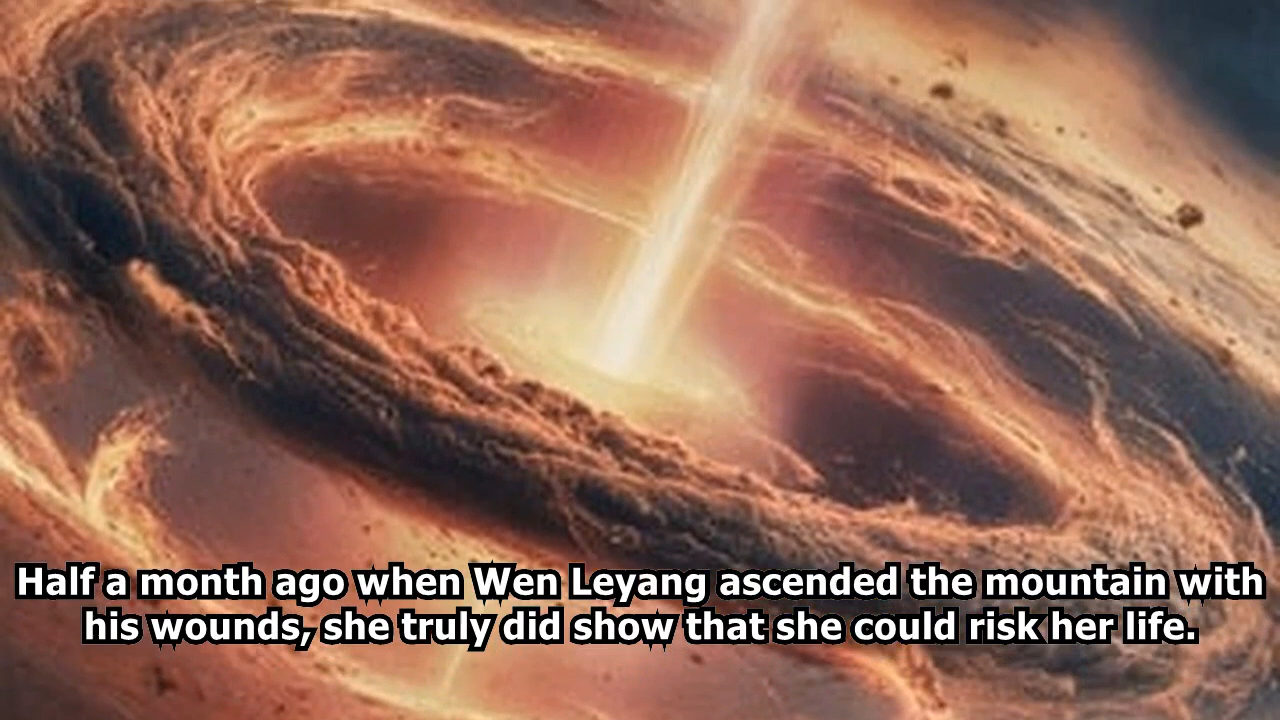 Half a month ago when Wen Leyang ascended the mountain with
his wounds, she truly did show that she could risk her life.